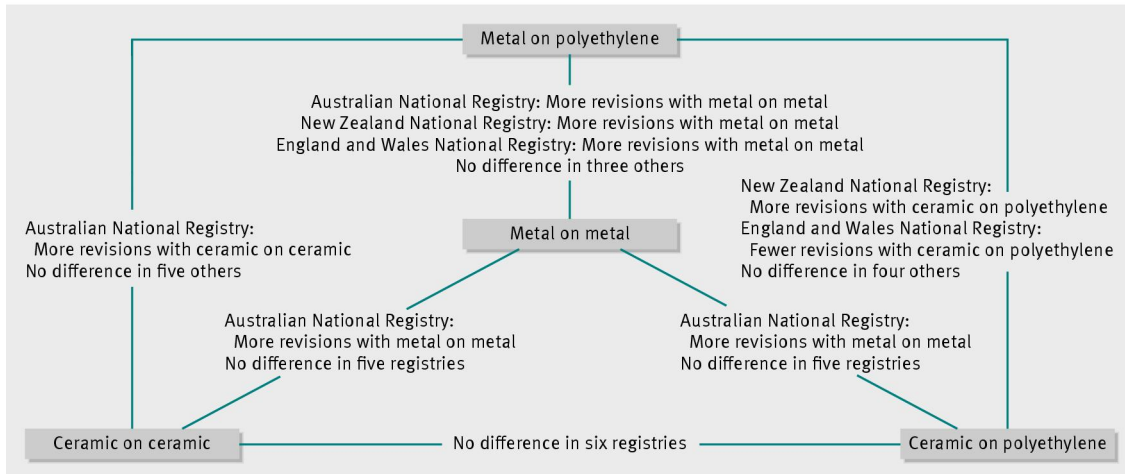 Metal on polyethylene
Australian National Registry: More revisions with metal on metal
New Zealand National Registry: More revisions with metal on metal
England and Wales National Registry: More revisions with metal on metal
No difference in three others
New Zealand National Registry:
More revisions with ceramic on polyethylene
England and Wales National Registry:
Fewer revisions with ceramic on polyethylene
No difference in four others
Australian National Registry:
More revisions with ceramic on ceramic
No difference in five others
Metal on metal
Australian National Registry:
More revisions with metal on metal
No difference in five registries
Australian National Registry:
More revisions with metal on metal
No difference in five registries
Ceramic on ceramic
No difference in six registries
Ceramic on polyethylene